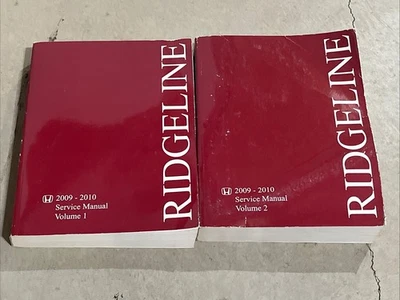 RIDGELINE
2009 - 2010
Service Manual
Volume 1
RIDGELINE
2009 - 2010
Service Manual
Volume 2